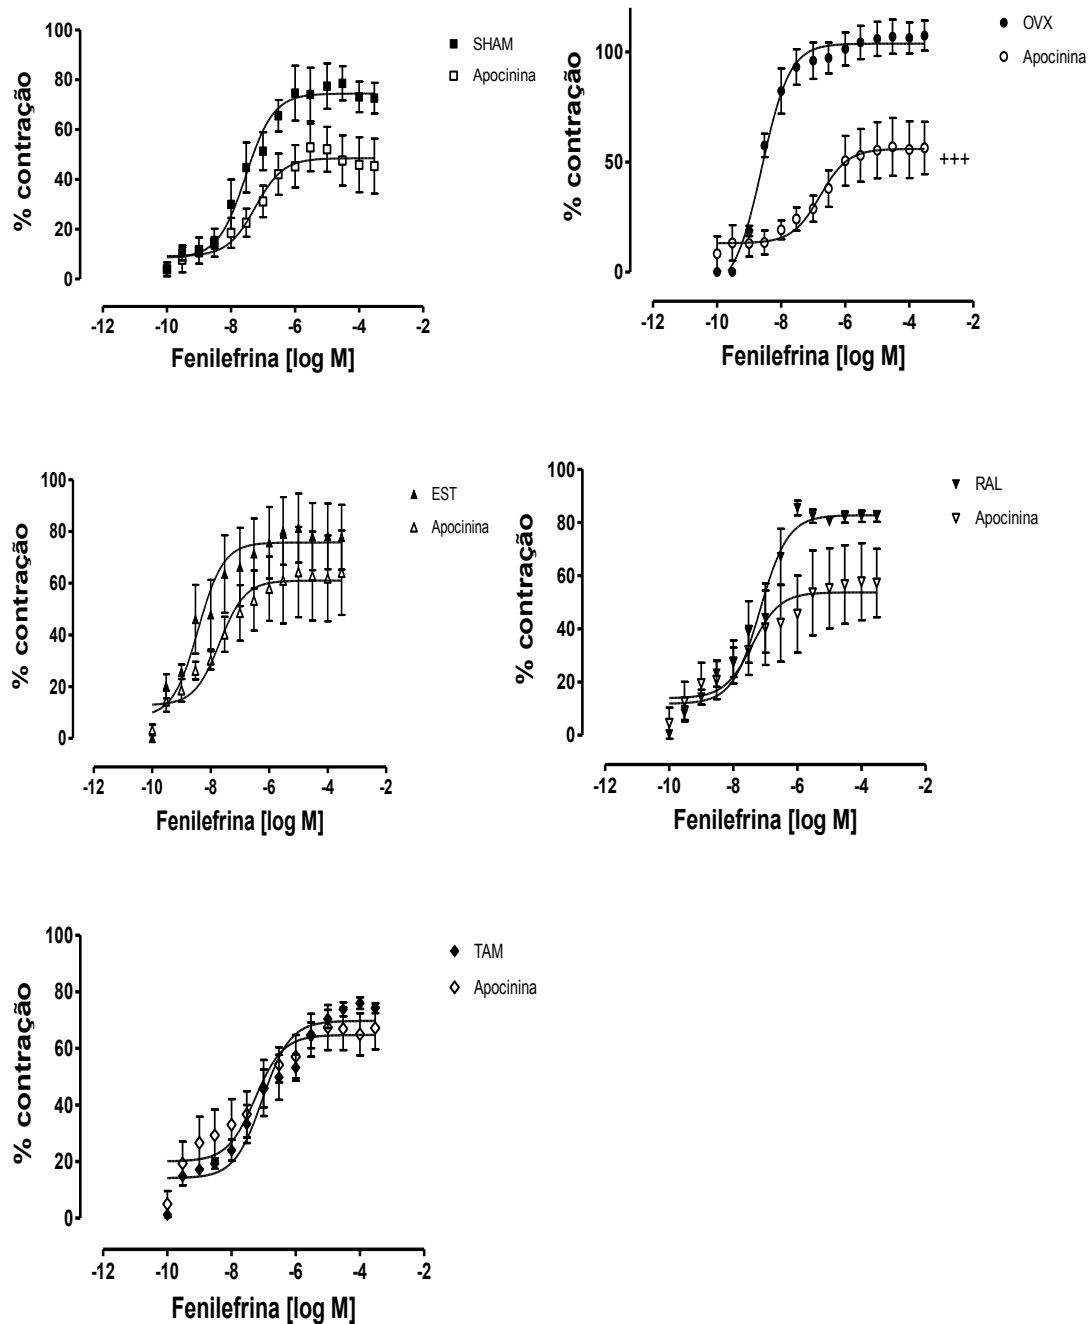 100
80
60
40
20
0
% contração
SHAM
Apocinina
-12 -10 -8 -6 -4 -2
Fenilefrina [log M]
100
50
0
% contração
OVX
Apocinina
+++
-12 -10 -8 -6 -4 -2
Fenilefrina [log M]
100
80
60
40
20
0
% contração
EST
Apocinina
-12 -10 -8 -6 -4 -2
Fenilefrina [log M]
100
80
60
40
20
0
% contração
RAL
Apocinina
-12 -10 -8 -6 -4 -2
Fenilefrina [log M]
100
80
60
40
20
0
% contração
TAM
Apocinina
-12 -10 -8 -6 -4 -2
Fenilefrina [log M]